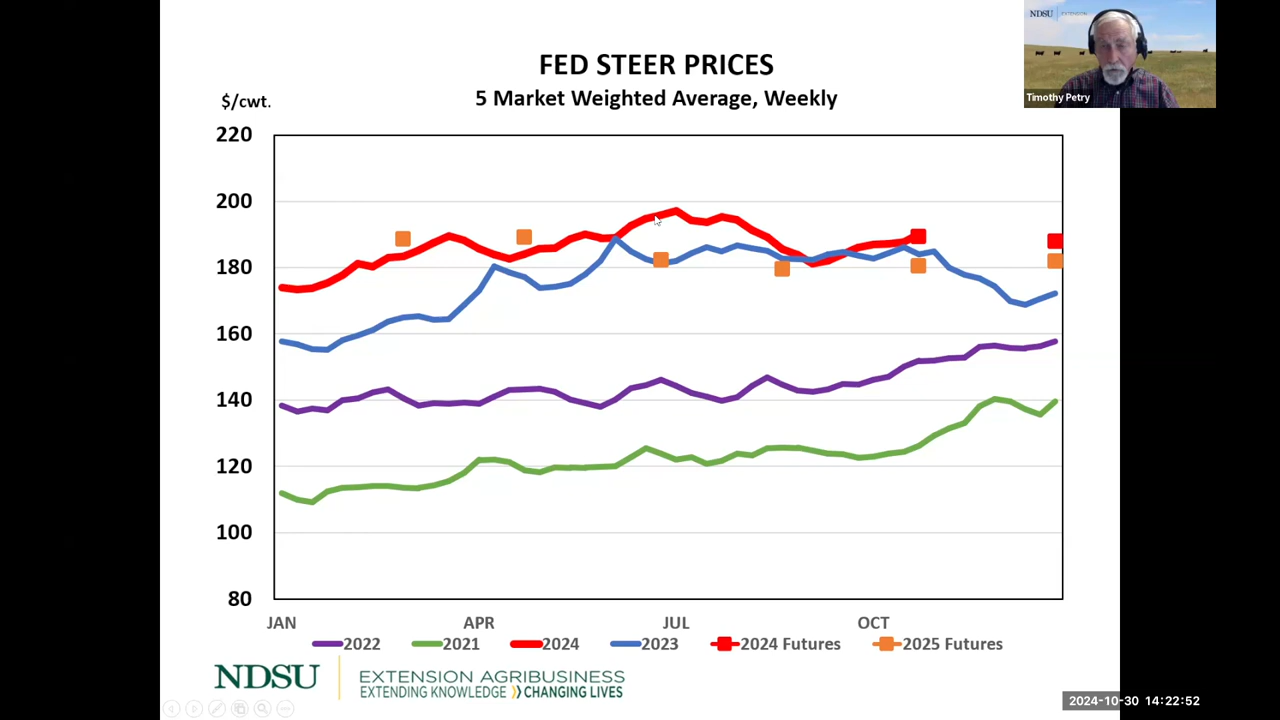 NDSU EXTENSION
Timothy Petry
FED STEER PRICES
5 Market Weighted Average, Weekly
$/cwt.
220
200
180
160
140
120
100
80
JAN APR JUL OCT
2022 2021 2024 2023 2024 Futures 2025 Futures
NDSU EXTENSION AGRIBUSINESS
EXTENDING KNOWLEDGE CHANGING LIVES
2024-10-30 14:22:52